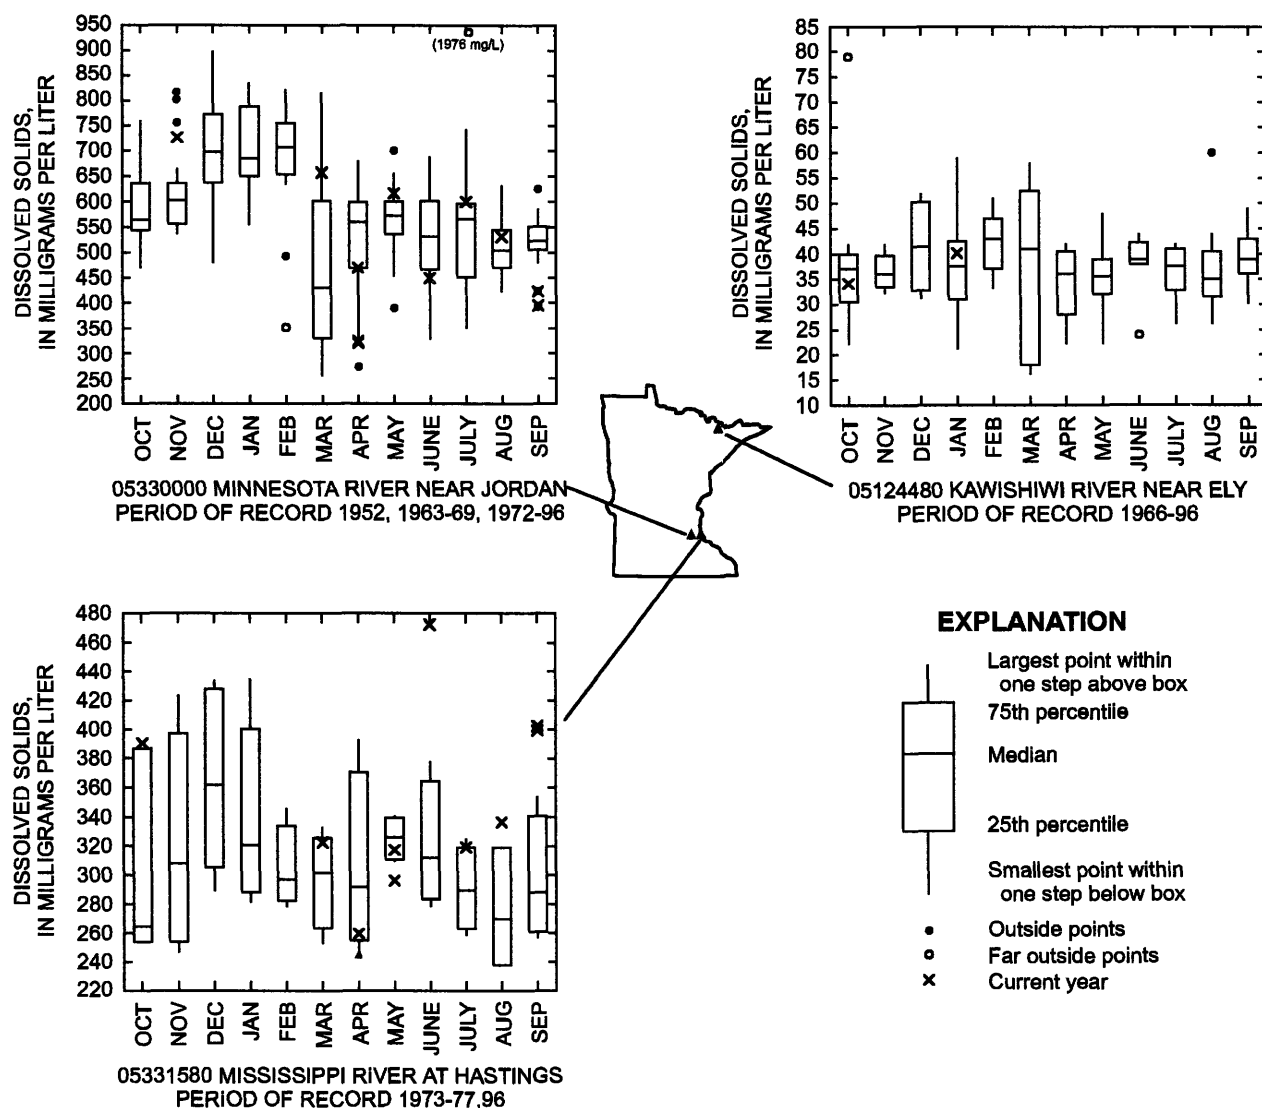 DISSOLVED SOLIDS,
IN MILLIGRAMS PER LITER
950
900
850
800
750
700
650
600
550
500
450
400
350
300
250
200
(1976 mg/L)
OCT
NOV
DEC
JAN
FEB
MAR
APR
MAY
JUNE
JULY
AUG
SEP
05330000 MINNESOTA RIVER NEAR JORDAN
PERIOD OF RECORD 1952, 1963-69, 1972-96
DISSOLVED SOLIDS,
IN MILLIGRAMS PER LITER
85
80
75
70
65
60
55
50
45
40
35
30
25
20
15
10
OCT
NOV
DEC
JAN
FEB
MAR
APR
MAY
JUNE
JULY
AUG
SEP
05124480 KAWISHIWI RIVER NEAR ELY
PERIOD OF RECORD 1966-96
DISSOLVED SOLIDS,
IN MILLIGRAMS PER LITER
480
460
440
420
400
380
360
340
320
300
280
260
240
220
OCT
NOV
DEC
JAN
FEB
MAR
APR
MAY
JUNE
JULY
AUG
SEP
05331580 MISSISSIPPI RIVER AT HASTINGS
PERIOD OF RECORD 1973-77,96
EXPLANATION
Largest point within
one step above box
75th percentile
Median
25th percentile
Smallest point within
one step below box
Outside points
Far outside points
Current year